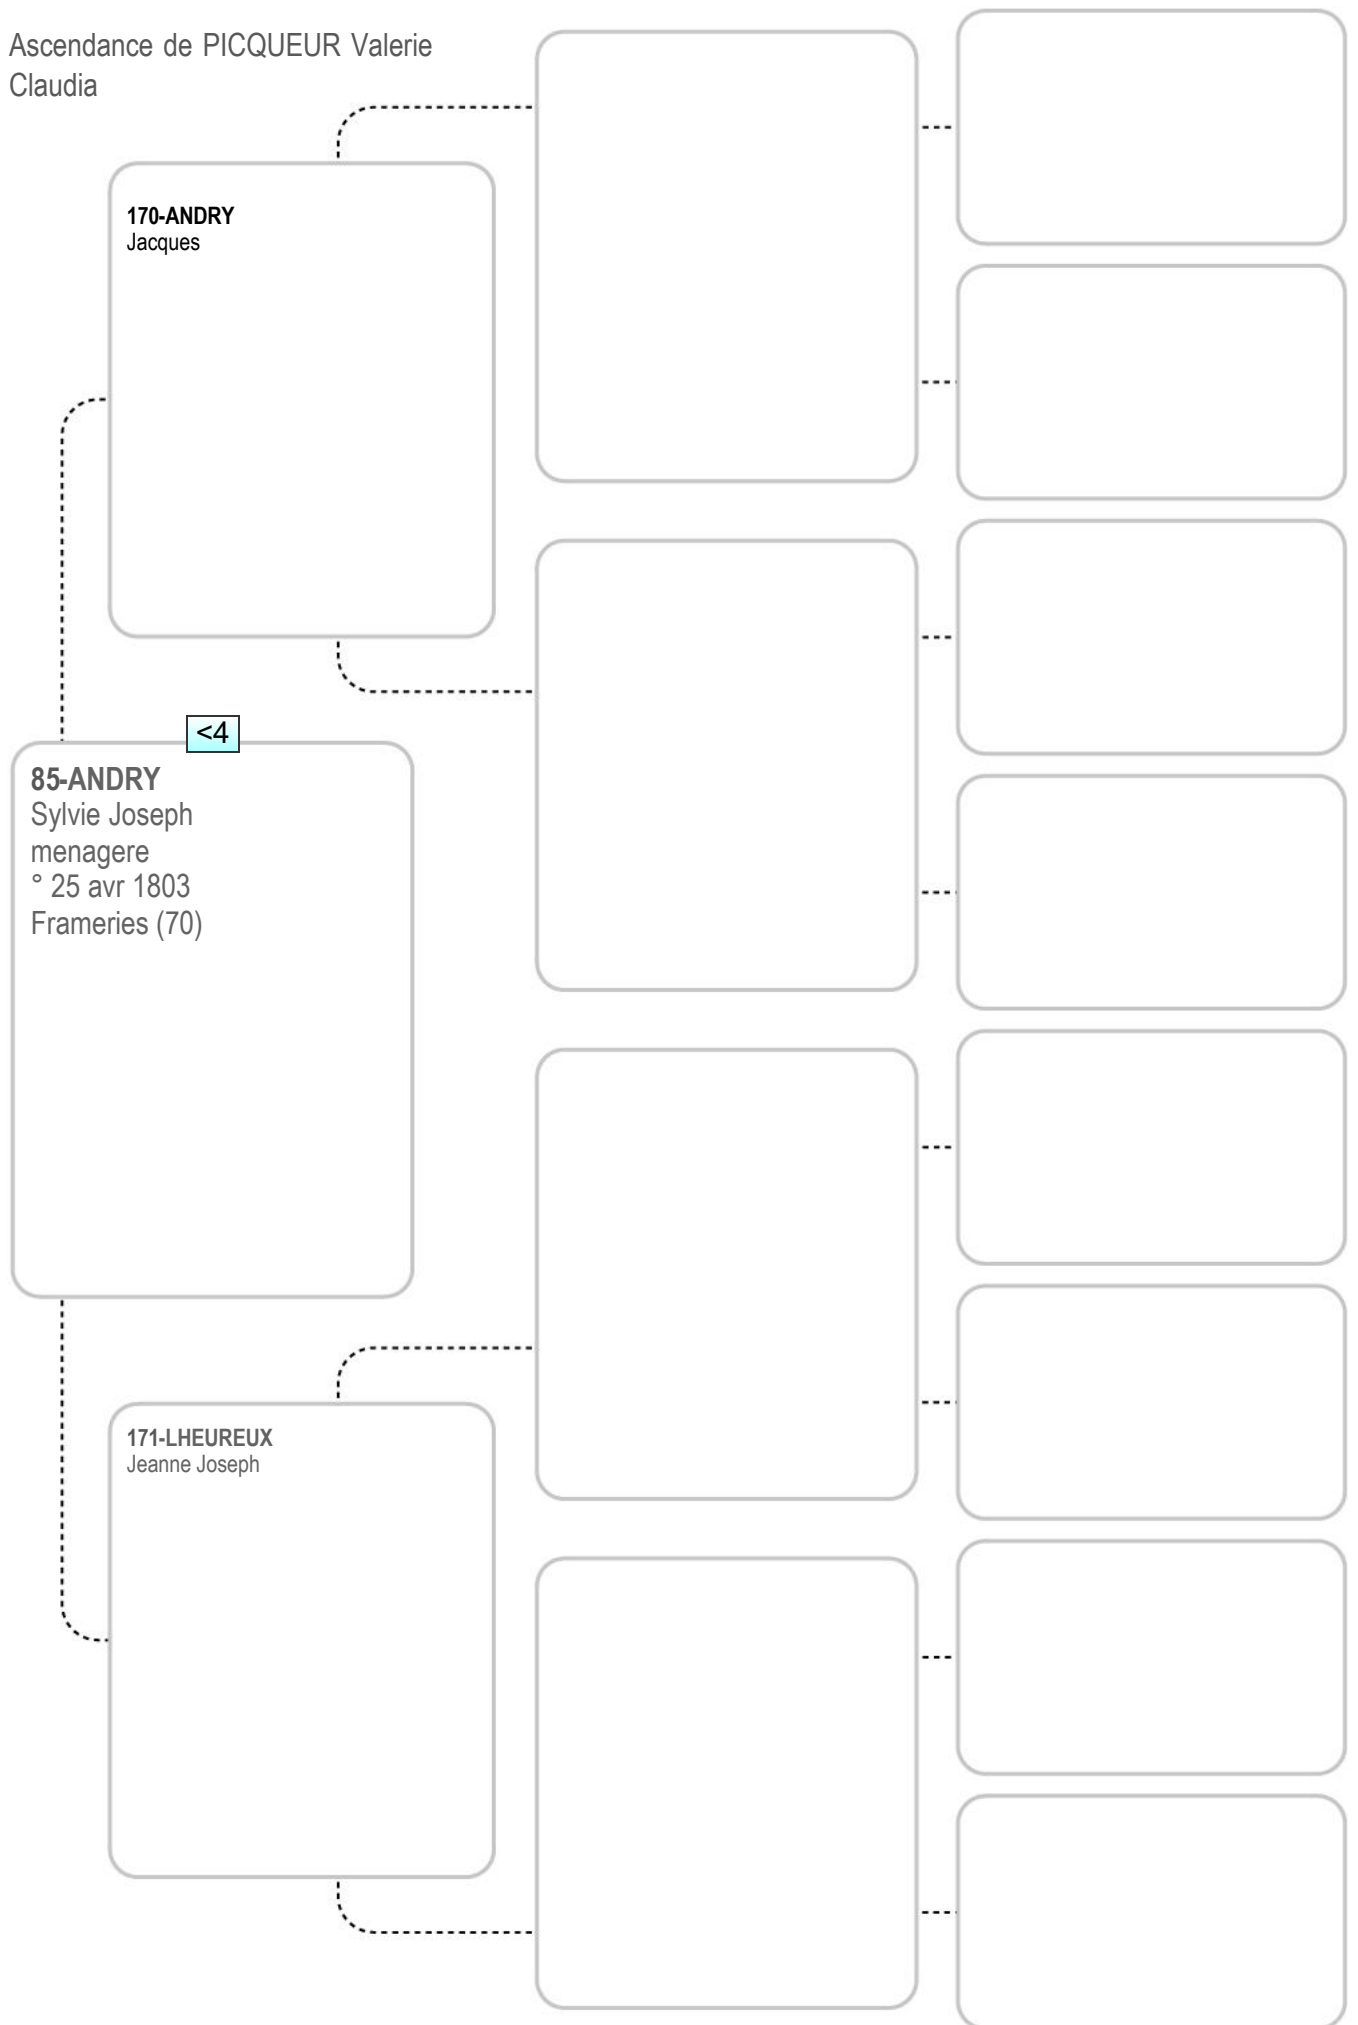 Ascendance de PICQUEUR Valerie
Claudia
170-ANDRY
Jacques
<4
85-ANDRY
Sylvie Joseph
menagere
° 25 avr 1803
Frameries (70)
171-LHEUREUX
Jeanne Joseph